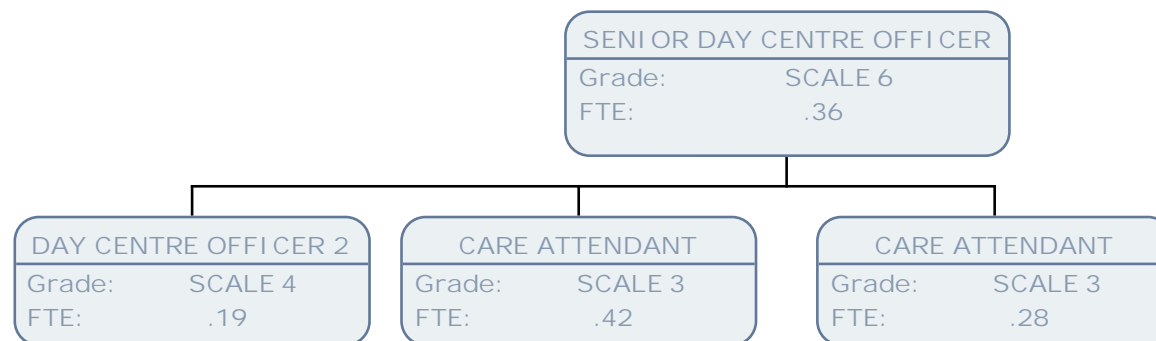 SENIOR DAY CENTRE OFFICER
Grade: SCALE 6
FTE: .36
DAY CENTRE OFFICER 2
Grade: SCALE 4
FTE: .19
CARE ATTENDANT
Grade: SCALE 3
FTE: .42
CARE ATTENDANT
Grade: SCALE 3
FTE: .28